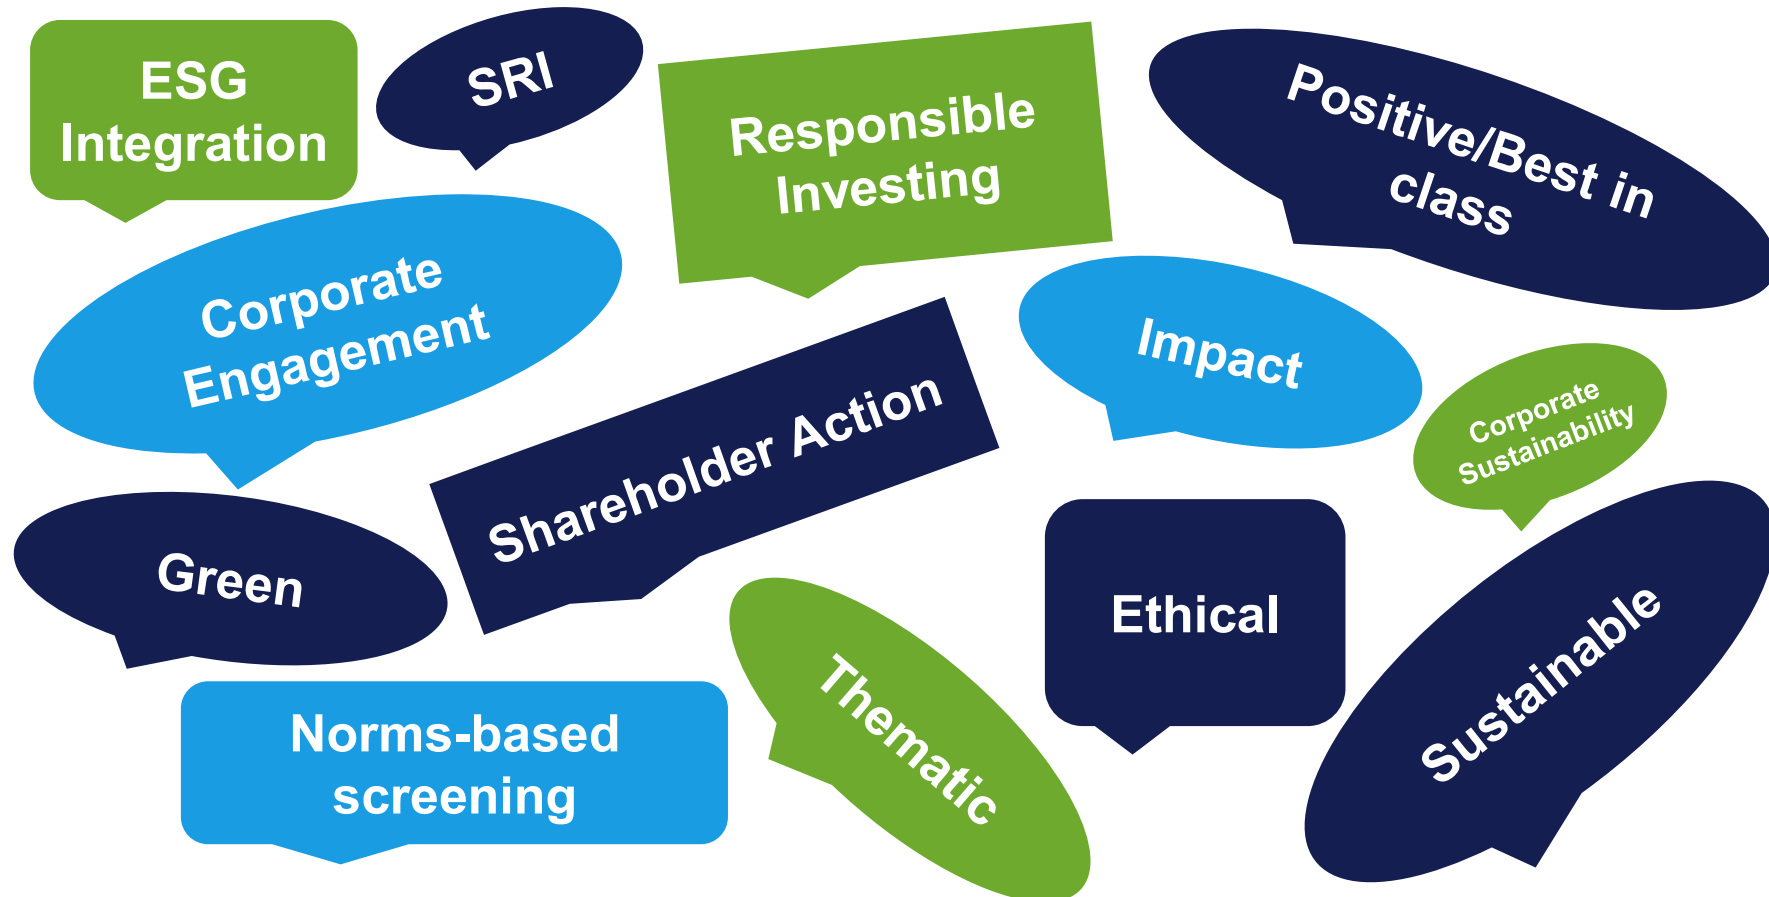 ESG
Integration
SRI
Responsible
Investing
Positive/Best in
class
Corporate
Engagement
Shareholder Action
Impact
Corporate
Sustainability
Green
Ethical
Sustainable
Norms-based
screening
Thematic